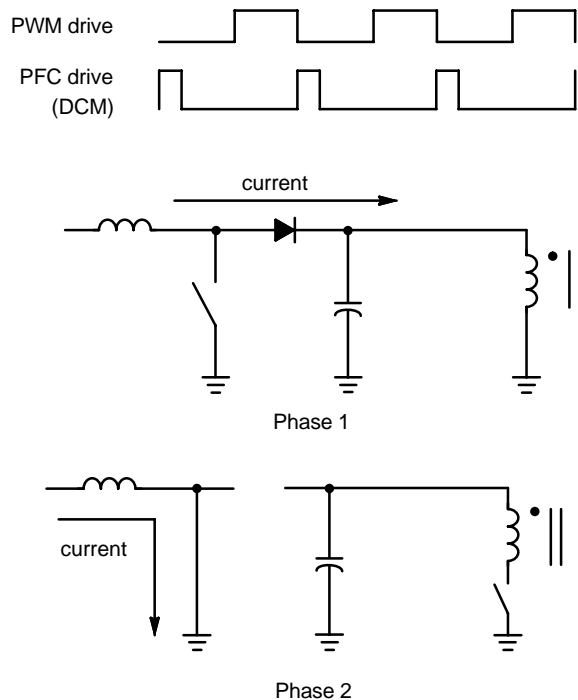 PWM drive
PFC drive
(DCM)
current
Phase 1
current
Phase 2